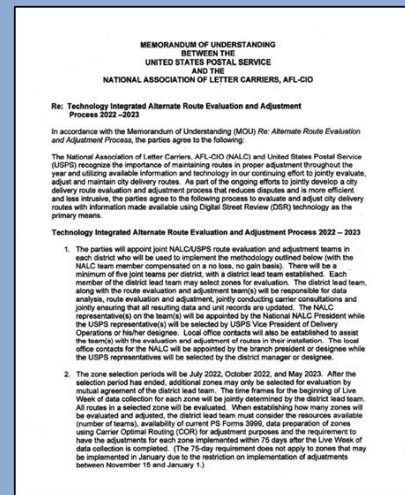 MEMORANDUM OF UNDERSTANDING
BETWEEN THE
UNITED STATES POSTAL SERVICE
AND THE
NATIONAL ASSOCIATION OF LETTER CARRIERS, AFL-CIO
Re: Technology Integrated Alternate Route Evaluation and Adjustment
Process 2022 –2023
In accordance with the Memorandum of Understanding (MOU) Re: Alternate Route Evaluation
and Adjustment Process, the parties agree to the following:
The National Association of Letter Carriers, AFL-CIO (NALC) and United States Postal Service
(USPS) recognize the importance of maintaining routes in proper adjustment throughout the
year and utilizing available information and technology in our continuing effort to jointly evaluate,
adjust and maintain city delivery routes. As part of the ongoing efforts to jointly develop a city
delivery route evaluation and adjustment process that reduces disputes and is more efficient
and less intrusive, the parties agree to the following process to evaluate and adjust city delivery
routes with information made available using Digital Street Review (DSR) technology as the
primary means.
Technology Integrated Alternate Route Evaluation and Adjustment Process 2022 – 2023
1. The parties will appoint joint NALC/USPS route evaluation and adjustment teams in
each district who will be used to implement the methodology outlined below (with the
NALC team member compensated on a no loss, no gain basis). There will be a
minimum of five joint teams per district, with a district lead team established. Each
member of the district lead team may select zones for evaluation. The district lead team,
along with the route evaluation and adjustment team(s) will be responsible for data
analysis, route evaluation and adjustment, jointly conducting carrier consultations and
jointly ensuring that all resulting data and unit records are updated. The NALC
representative(s) on the team(s) will be appointed by the National NALC President while
the USPS representative(s) will be selected by USPS Vice President of Delivery
Operations or his/her designee. Local office contacts will also be established to assist
the team(s) with the evaluation and adjustment of routes in their installation. The local
office contacts for the NALC will be appointed by the branch president or designee while
the USPS representatives will be selected by the district manager or designee.
2. The zone selection periods will be July 2022, October 2022, and May 2023. After the
selection period has ended, additional zones may only be selected for evaluation by
mutual agreement of the district lead team. The time frames for the beginning of Live
Week of data collection for each zone will be jointly determined by the district lead team.
All routes in a selected zone will be evaluated. When establishing how many zones will
be evaluated and adjusted, the district lead team must consider the resources available
(number of teams), availability of current PS Forms 3999, data preparation of zones
using Carrier Optimal Routing (COR) for adjustment purposes and the requirement to
have the adjustments for each zone implemented within 75 days after the Live Week of
data collection is completed. (The 75-day requirement does not apply to zones that may
be implemented in January due to the restriction on implementation of adjustments
between November 15 and January 1.)